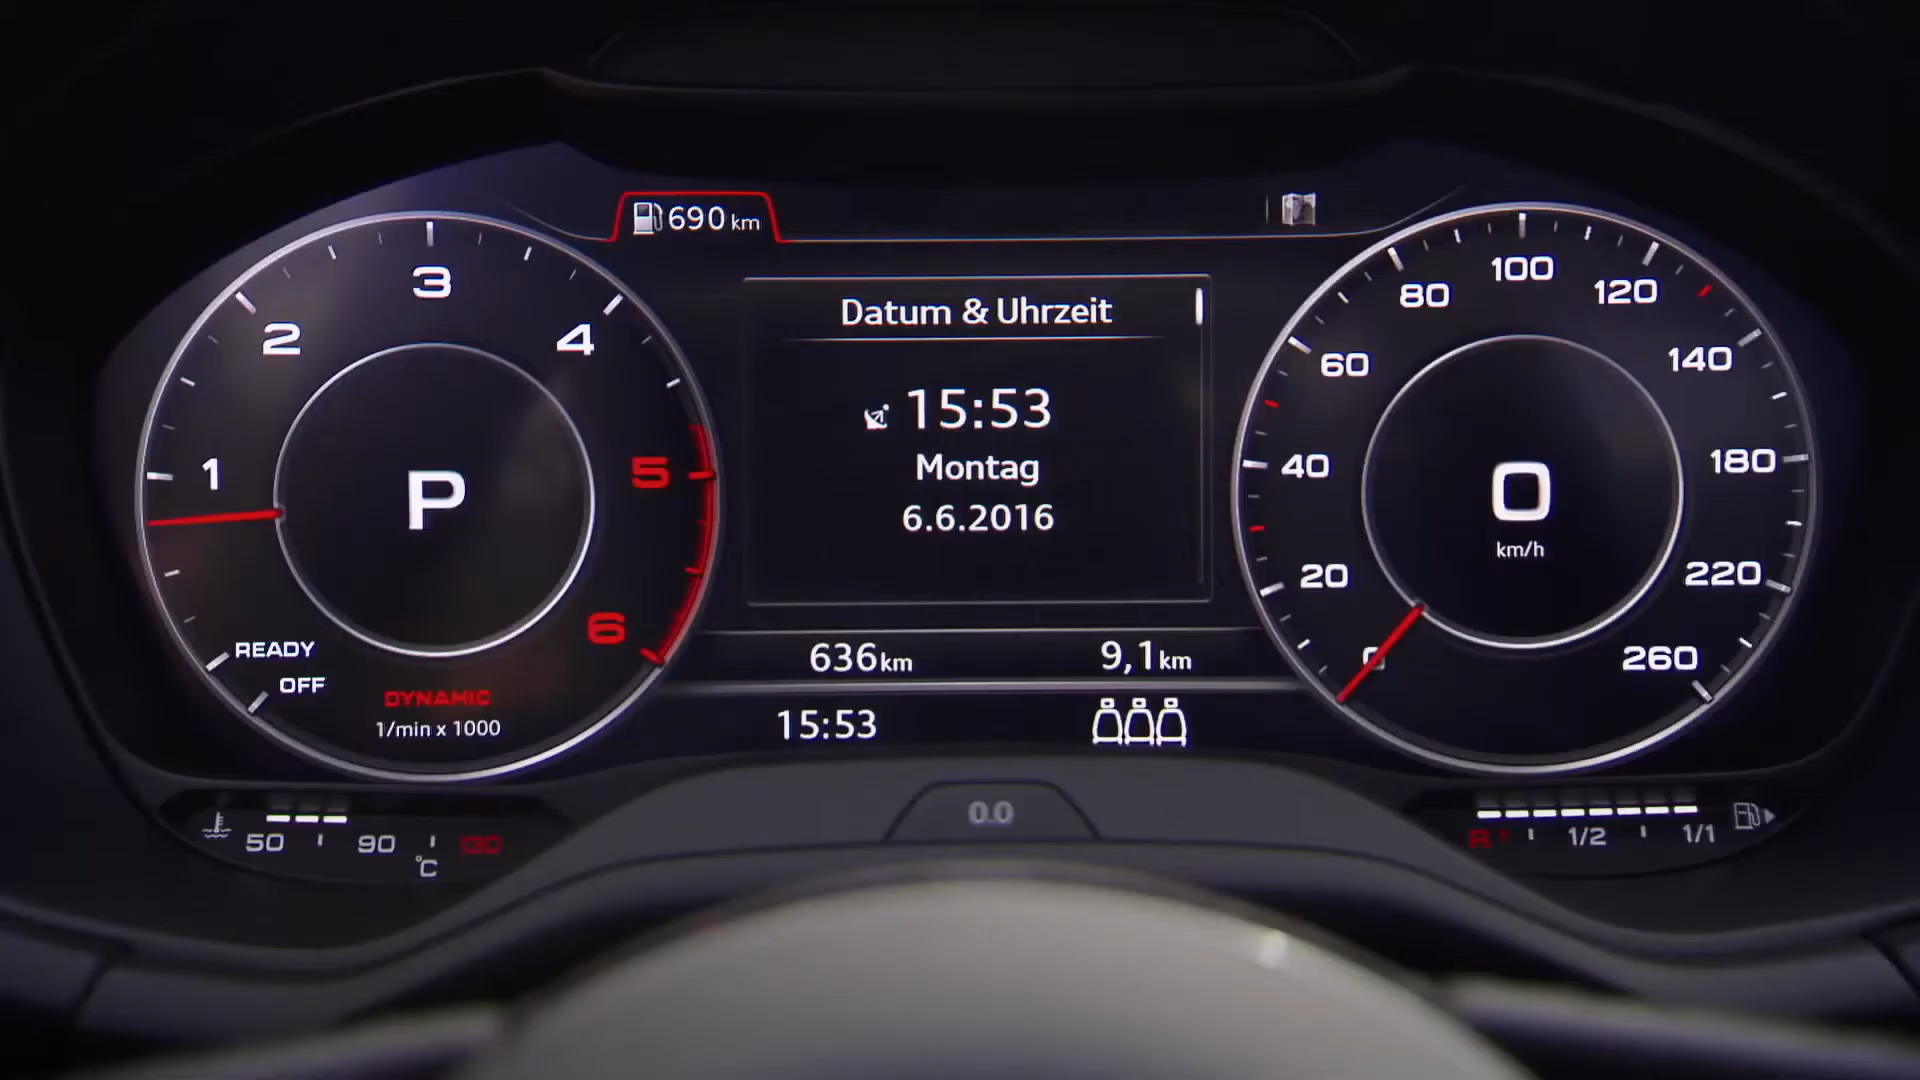 690 km
Datum & Uhrzeit
15:53
Montag
6.6.2016
636km
9,1km
15:53
1
2
3
4
5
6
P
READY
OFF
DYNAMIC
1/min x 1000
0
20
40
60
80
100
120
140
180
220
260
0
km/h
50
90
130
°C
0.0
R
1/2
1/1